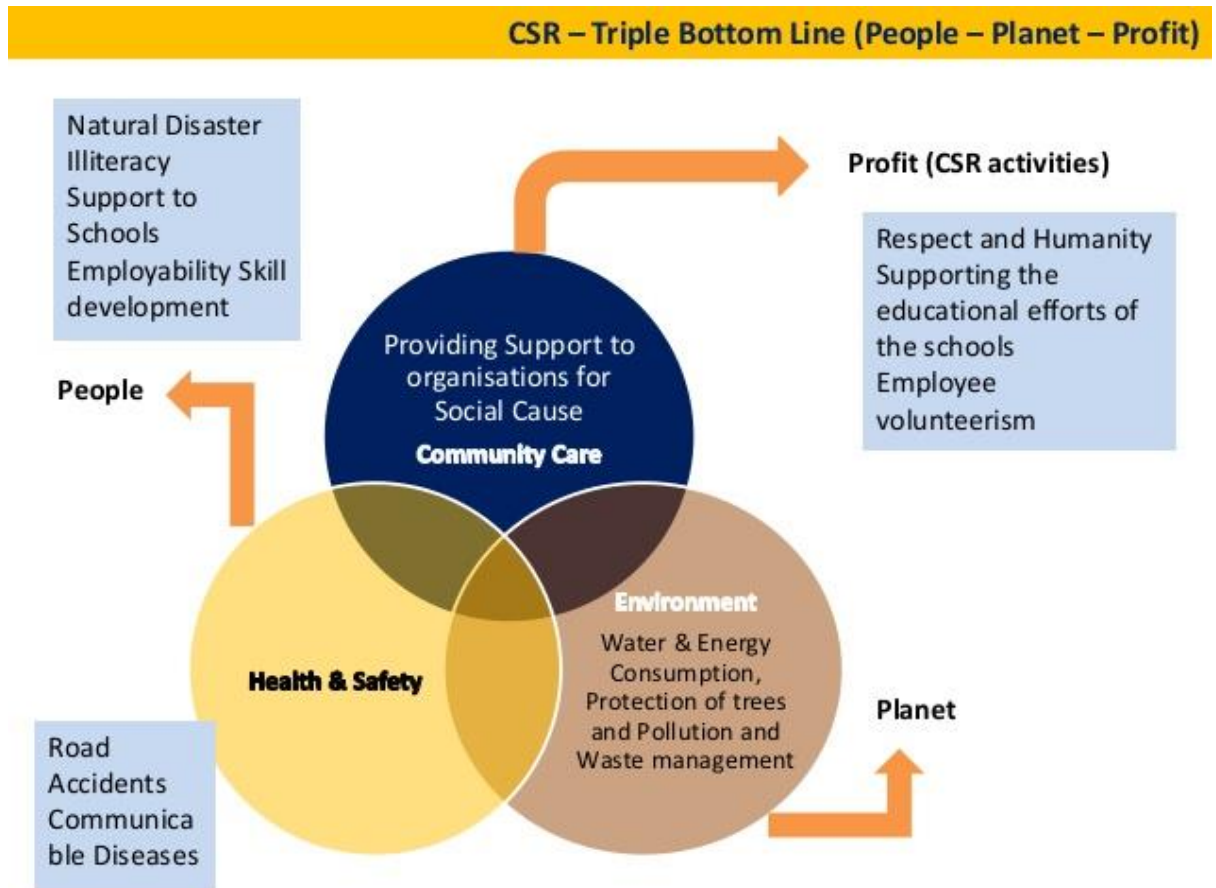 CSR – Triple Bottom Line (People – Planet – Profit)
Natural Disaster
Illiteracy
Support to
Schools
Employability Skill
development
Profit (CSR activities)
Respect and Humanity
Supporting the
educational efforts of
the schools
Employee
volunteerism
Providing Support to
organisations for
Social Cause
Community Care
People
Health & Safety
Environment
Water & Energy
Consumption,
Protection of trees
and Pollution and
Waste management
Planet
Road
Accidents
Communica
ble Diseases